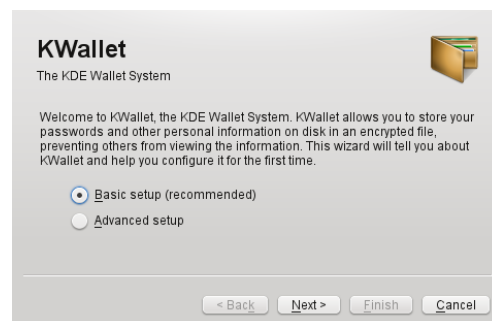 KWallet
The KDE Wallet System
Welcome to KWallet, the KDE Wallet System. KWallet allows you to store your
passwords and other personal information on disk in an encrypted file,
preventing others from viewing the information. This wizard will tell you about
KWallet and help you configure it for the first time.
Basic setup (recommended)
Advanced setup
< Back Next > Finish Cancel